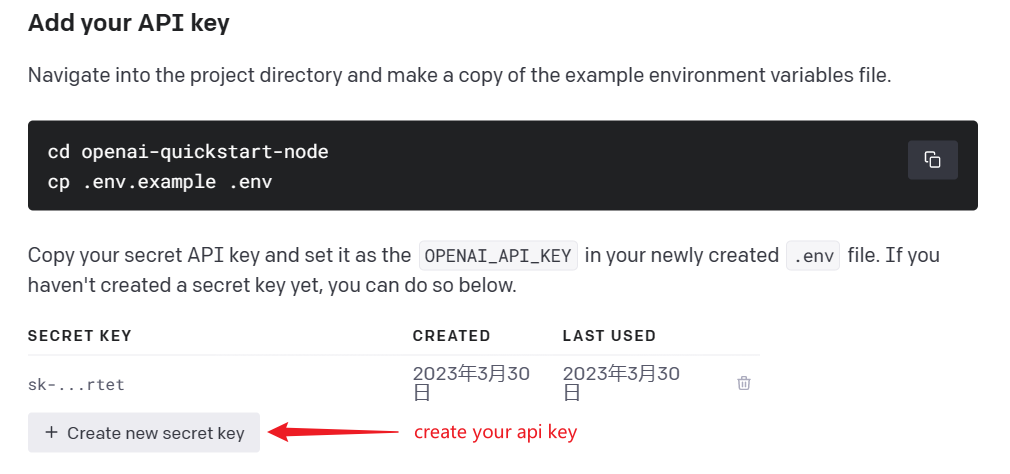 Add your API key
Navigate into the project directory and make a copy of the example environment variables file.
cd openai-quickstart-node
cp .env.example .env
Copy your secret API key and set it as the OPENAI_API_KEY in your newly created .env file. If you
haven't created a secret key yet, you can do so below.
SECRET KEY CREATED LAST USED
sk-...rtet 2023年3月30日 2023年3月30日
+ Create new secret key create your api key